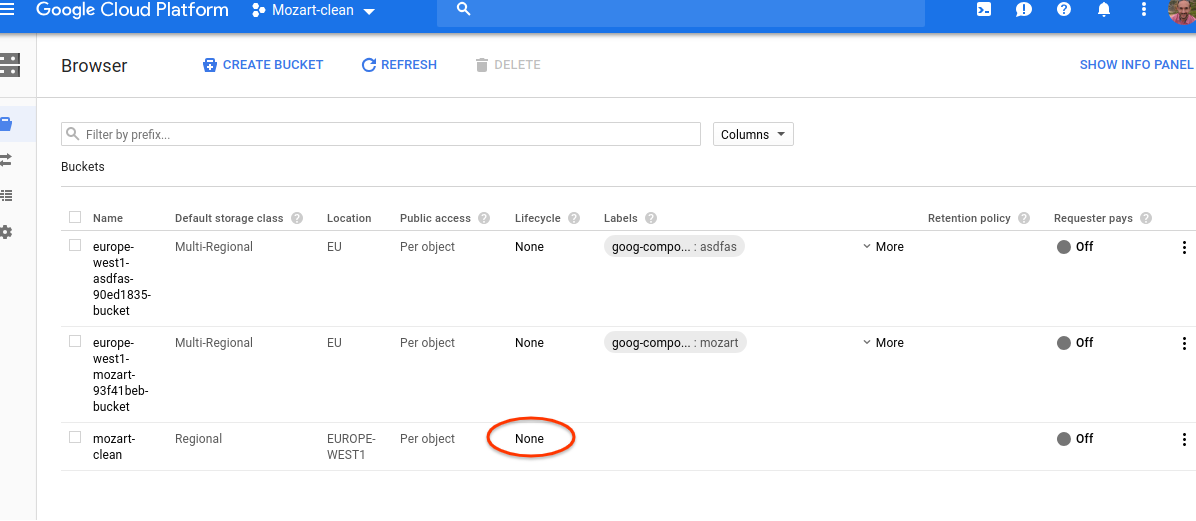 Google Cloud Platform Mozart-clean
Browser CREATE BUCKET REFRESH DELETE SHOW INFO PANEL
Filter by prefix... Columns
Buckets
Name Default storage class ? Location Public access ? Lifecycle ? Labels ? Retention policy ? Requester pays ?
europe- Multi-Regional EU Per object None goog-compo... : asdfas More Off
west1-
asdfas-
90ed1835-
bucket
europe- Multi-Regional EU Per object None goog-compo... : mozart More Off
west1-
mozart-
93f41beb-
bucket
mozart- Regional EUROPE- Per object None Off
clean WEST1